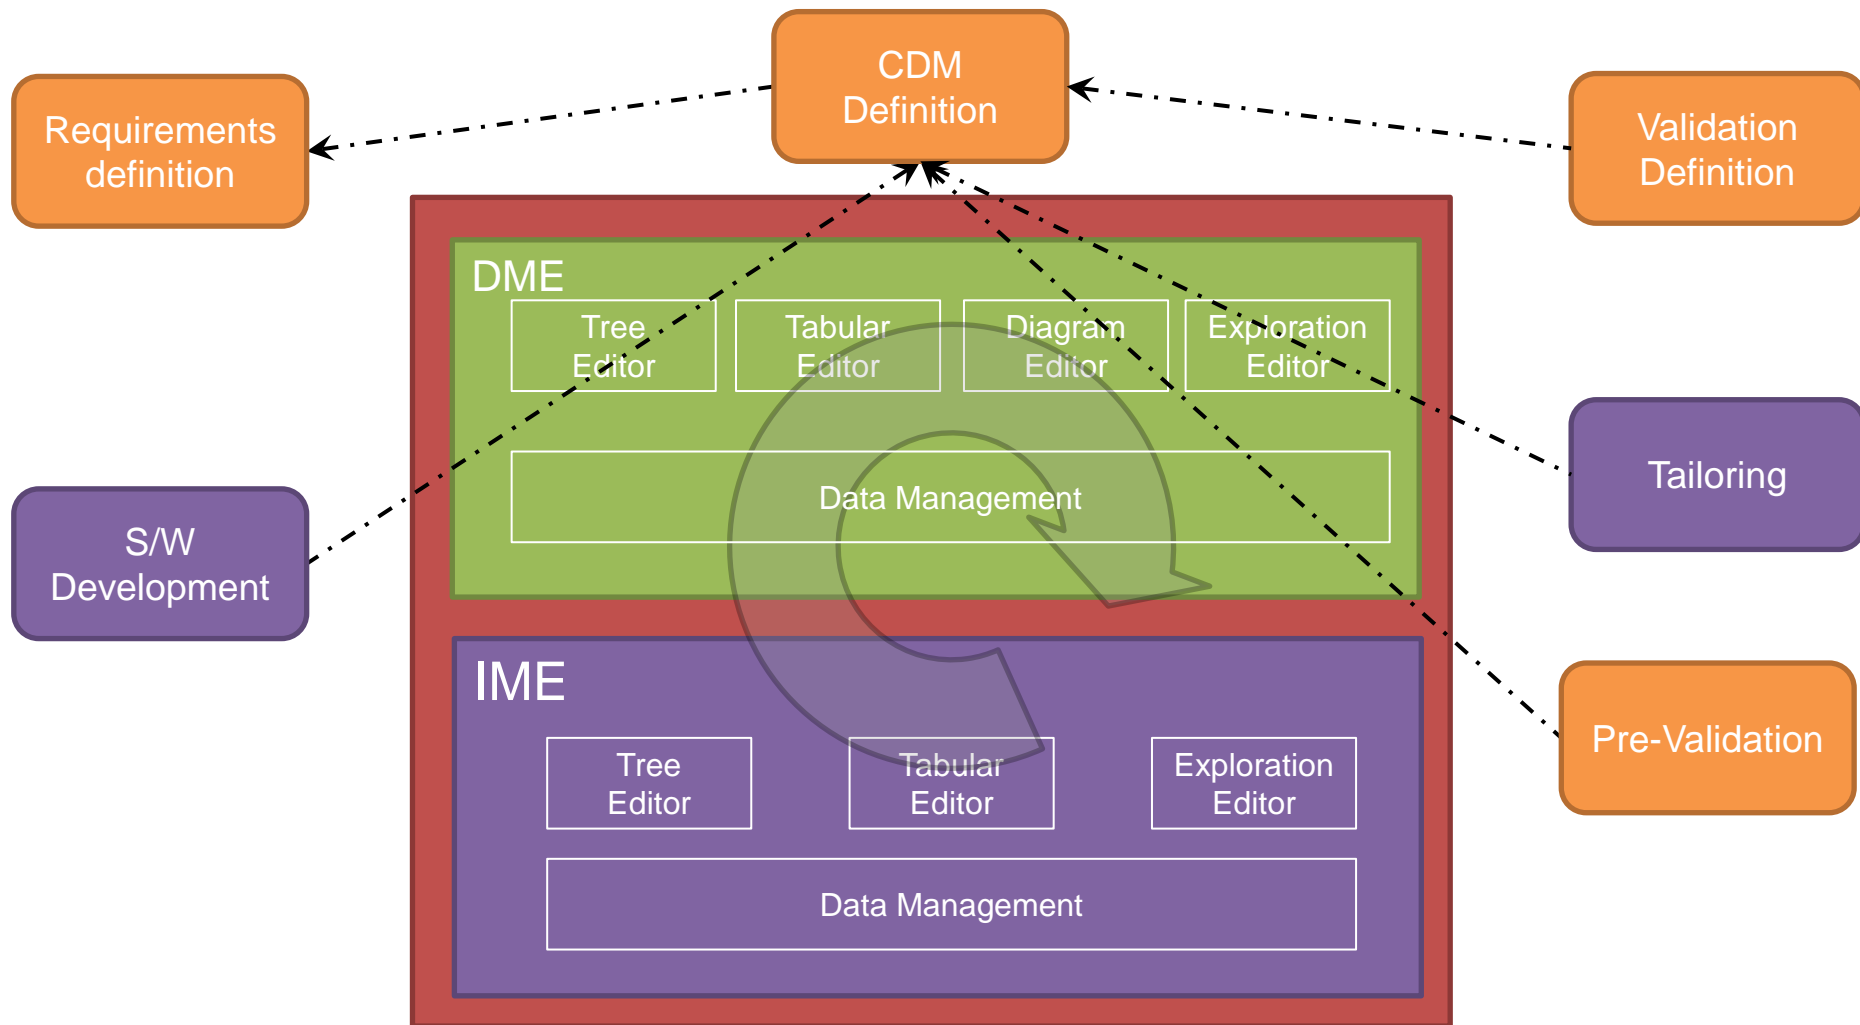 CDM
Definition
Requirements
definition
Validation
Definition
DME
Tree
Editor
Tabular
Editor
Diagram
Editor
Exploration
Editor
Data Management
S/W
Development
Tailoring
IME
Tree
Editor
Tabular
Editor
Exploration
Editor
Data Management
Pre-Validation